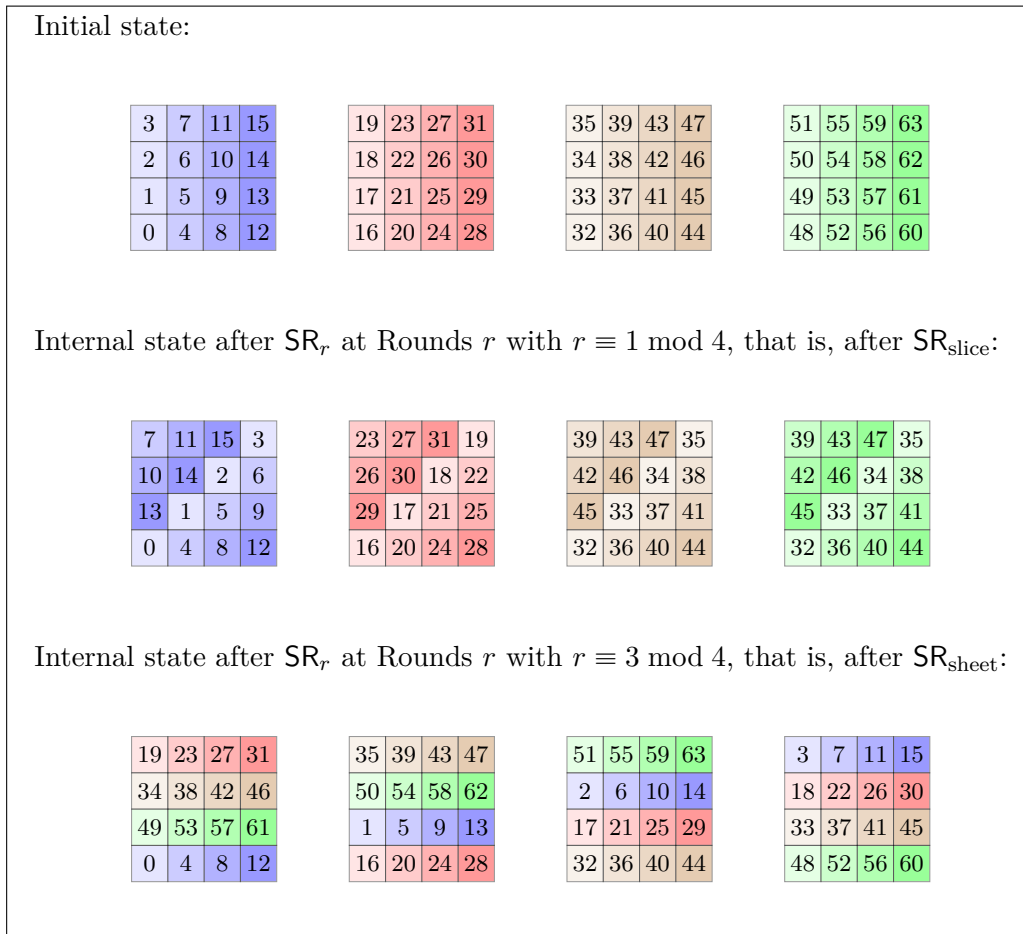 Initial state:
3 7 11 15 19 23 27 31 35 39 43 47 51 55 59 63
2 6 10 14 18 22 26 30 34 38 42 46 50 54 58 62
1 5 9 13 17 21 25 29 33 37 41 45 49 53 57 61
0 4 8 12 16 20 24 28 32 36 40 44 48 52 56 60
Internal state after SR_r at Rounds r with r ≡ 1 mod 4, that is, after SR_slice:
7 11 15 3 23 27 31 19 39 43 47 35 39 43 47 35
10 14 2 6 26 30 18 22 42 46 34 38 42 46 34 38
13 1 5 9 29 17 21 25 45 33 37 41 45 33 37 41
0 4 8 12 16 20 24 28 32 36 40 44 32 36 40 44
Internal state after SR_r at Rounds r with r ≡ 3 mod 4, that is, after SR_sheet:
19 23 27 31 35 39 43 47 51 55 59 63 3 7 11 15
34 38 42 46 50 54 58 62 2 6 10 14 18 22 26 30
49 53 57 61 1 5 9 13 17 21 25 29 33 37 41 45
0 4 8 12 16 20 24 28 32 36 40 44 48 52 56 60